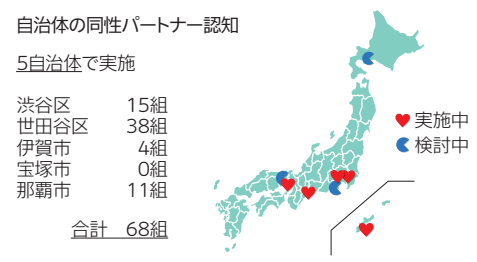 自治体の同性パートナー認知
5自治体で実施
渋谷区 15組
世田谷区 38組
伊賀市 4組
宝塚市 0組
那覇市 11組
合計 68組
実施中
検討中